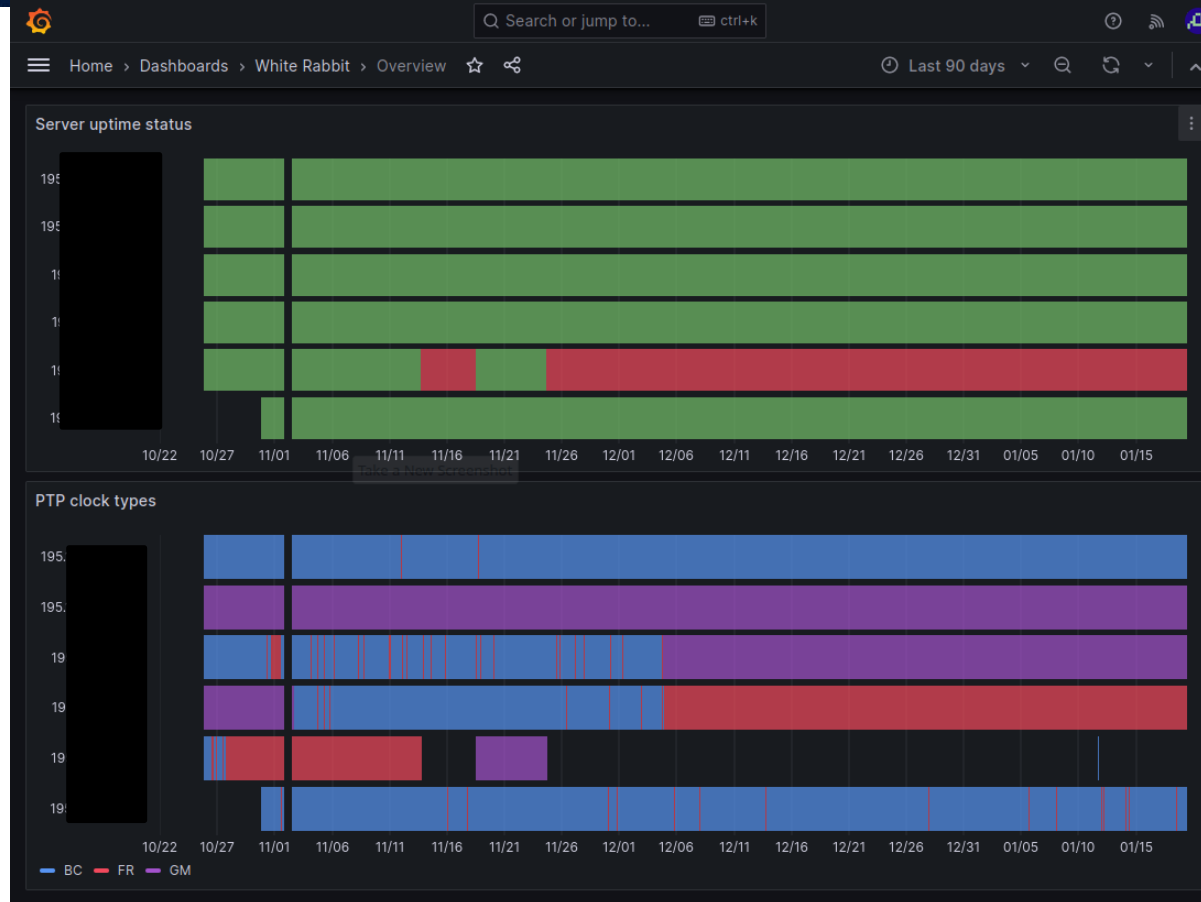 Search or jump to... ctrl+k
Home › Dashboards › White Rabbit › Overview Last 90 days
Server uptime status
195
195
19
19
19
19
10/22 10/27 11/01 11/06 11/11 11/16 11/21 11/26 12/01 12/06 12/11 12/16 12/21 12/26 12/31 01/05 01/10 01/15
Take a New Screenshot
PTP clock types
195.
195.
19
19
19
19
10/22 10/27 11/01 11/06 11/11 11/16 11/21 11/26 12/01 12/06 12/11 12/16 12/21 12/26 12/31 01/05 01/10 01/15
BC FR GM